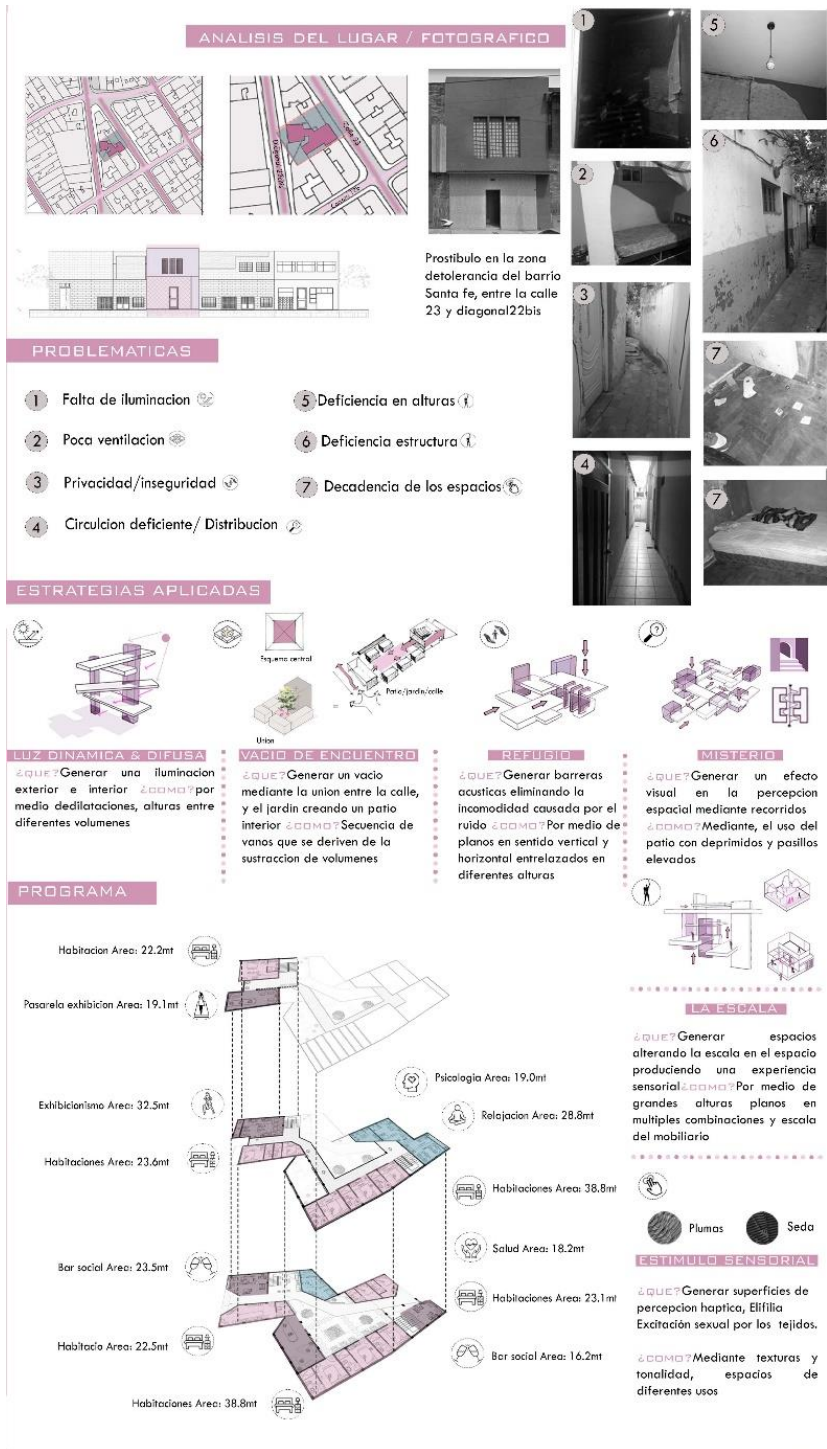 ANALISIS DEL LUGAR / FOTOGRAFICO
1
5
2
6
3
7
4
7
Calle 23
Prostíbulo en la zona
detolerancia del barrio
Santa fe, entre la calle
23 y diagonal22bis
PROBLEMATICAS
1 Falta de iluminacion
2 Poca ventilacion
3 Privacidad/inseguridad
4 Circulcion deficiente/ Distribucion
5 Deficiencia en alturas
6 Deficiencia estructura
7 Decadencia de los espacios
ESTRATEGIAS APLICADAS
Esquema central
Patio/jardin/calle
Union
=
LUZ DINAMICA & DIFUSA
¿QUE?Generar una iluminacion
exterior e interior ¿COMO?por
medio dedilataciones, alturas entre
diferentes volumenes
VACIO DE ENCUENTRO
¿QUE?Generar un vacio
mediante la union entre la calle,
y el jardin creando un patio
interior ¿COMO?Secuencia de
vanos que se deriven de la
sustraccion de volumenes
REFUGIO
¿QUE?Generar barreras
acusticas eliminando la
incomodidad causada por el
ruido ¿COMO?Por medio de
planos en sentido vertical y
horizontal entrelazados en
diferentes alturas
MISTERIO
¿QUE?Generar un efecto
visual en la percepcion
espacial mediante recorridos
¿COMO?Mediante, el uso del
patio con deprimidos y pasillos
elevados
LA ESCALA
¿QUE?Generar espacios
alterando la escala en el espacio
produciendo una experiencia
sensorial¿COMO?Por medio de
grandes alturas planos en
multiples combinaciones y escala
del mobiliario
Plumas
Seda
ESTIMULO SENSORIAL
¿QUE?Generar superficies de
percepcion haptica, Elifilia
Excitación sexual por los tejidos.
¿COMO?Mediante texturas y
tonalidad, espacios de
diferentes usos
PROGRAMA
Habitacion Area: 22.2mt
Pasarela exhibicion Area: 19.1mt
Exhibicionismo Area: 32.5mt
Habitaciones Area: 23.6mt
Psicologia Area: 19.0mt
Relajacion Area: 28.8mt
Habitaciones Area: 38.8mt
Bar social Area: 23.5mt
Salud Area: 18.2mt
Habitaciones Area: 23.1mt
Habitacio Area: 22.5mt
Bar social Area: 16.2mt
Habitaciones Area: 38.8mt